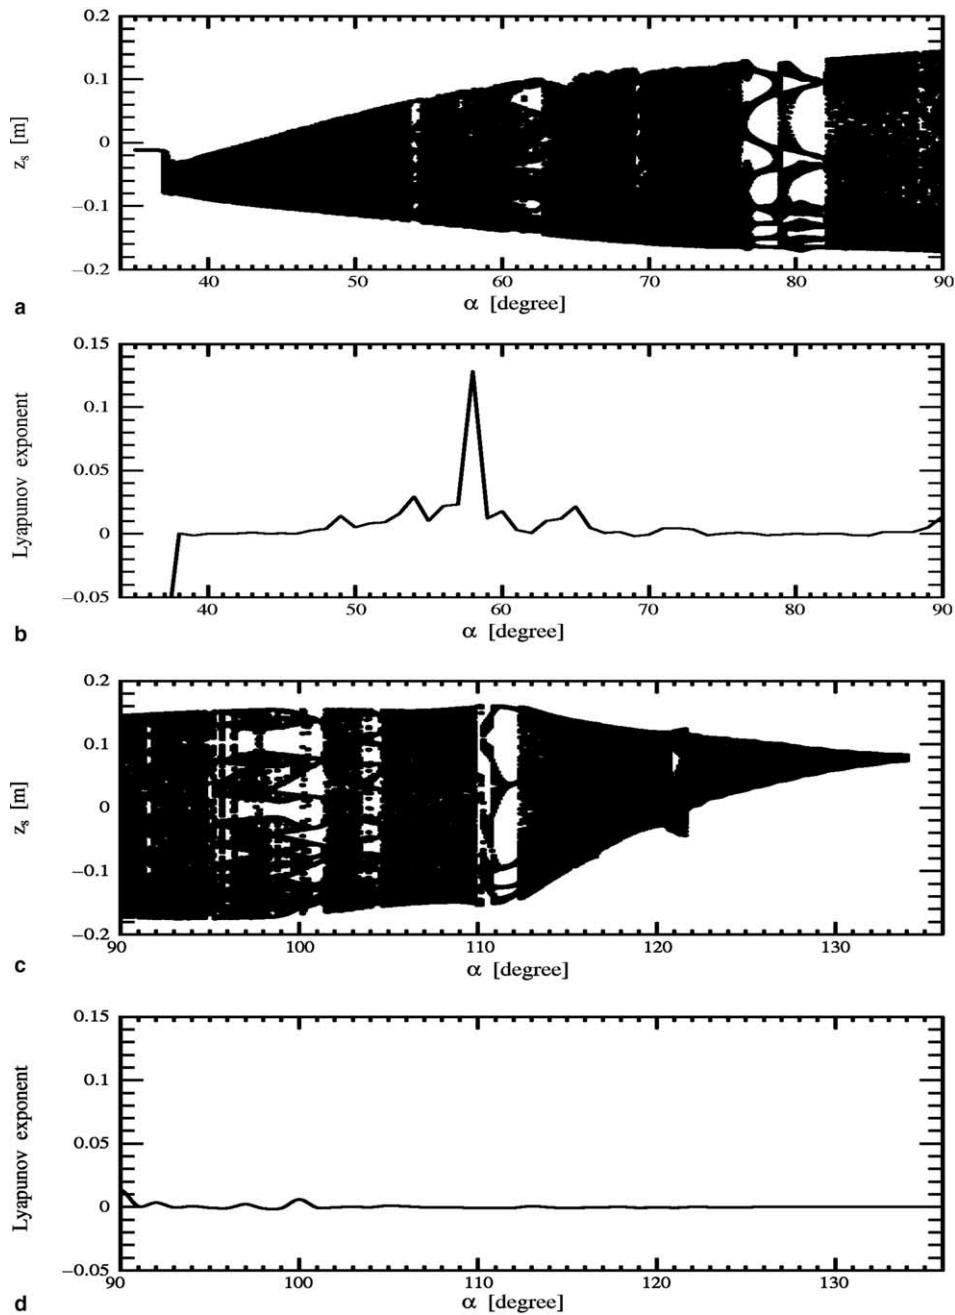 0.2
0.1
0
−0.1
−0.2
z_s [m]
40 50 60 70 80 90
α [degree]
a
0.15
0.1
0.05
0
−0.05
Lyapunov exponent
40 50 60 70 80 90
α [degree]
b
0.2
0.1
0
−0.1
−0.2
z_s [m]
90 100 110 120 130
α [degree]
c
0.15
0.1
0.05
0
−0.05
Lyapunov exponent
90 100 110 120 130
α [degree]
d